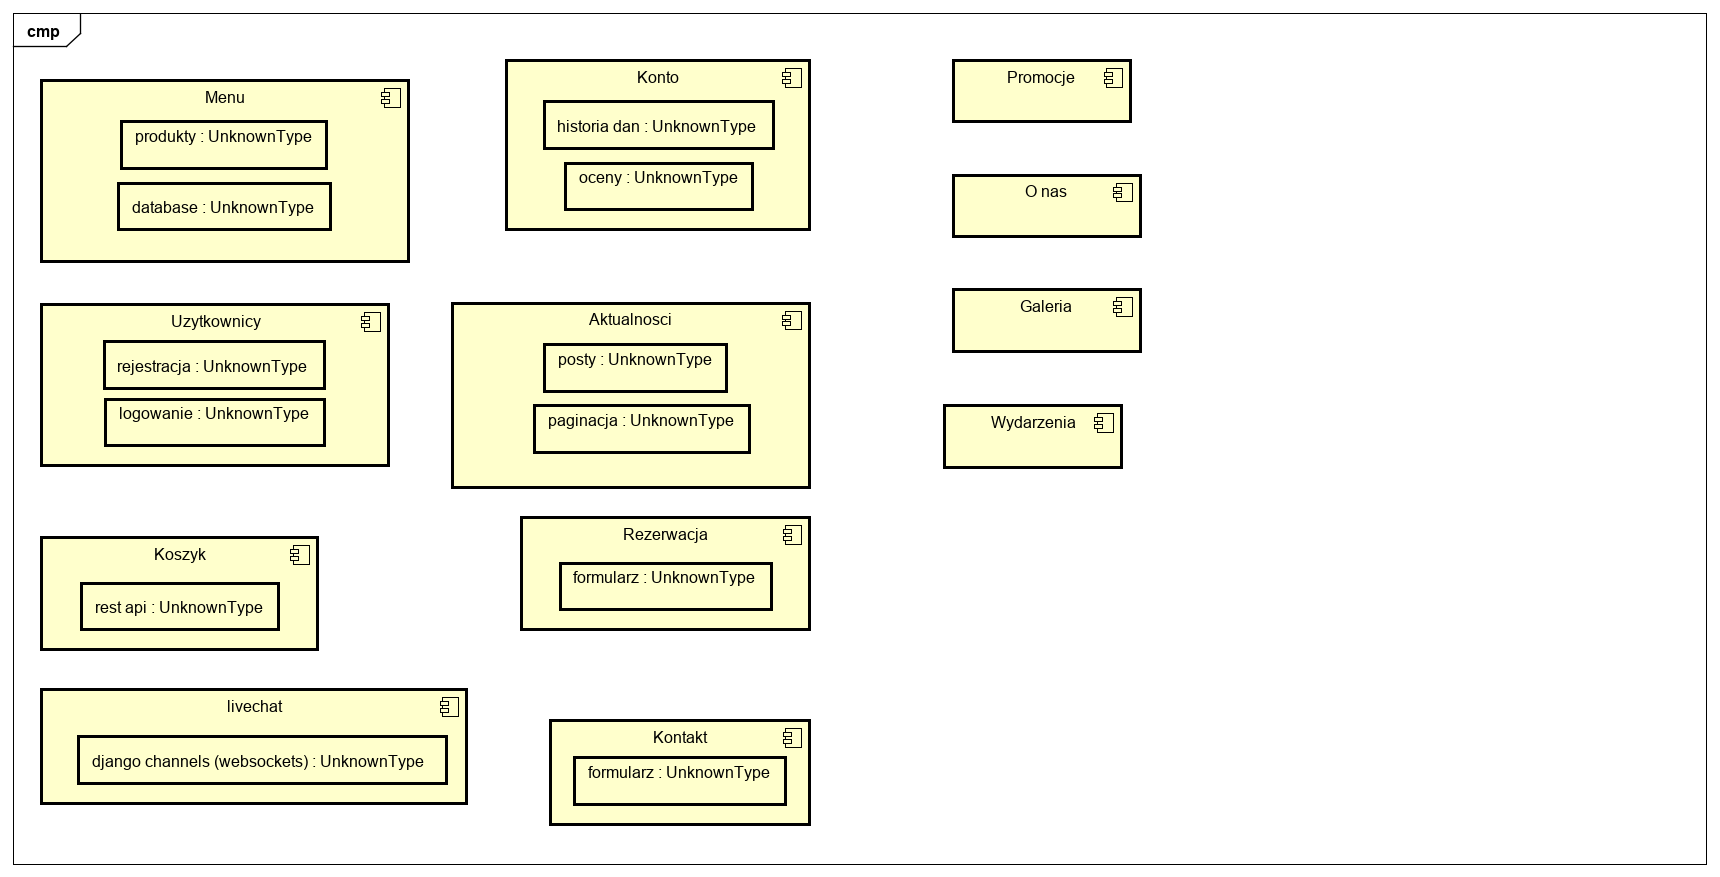 cmp
Menu
produkty : UnknownType
database : UnknownType
Uzytkownicy
rejestracja : UnknownType
logowanie : UnknownType
Koszyk
rest api : UnknownType
livechat
django channels (websockets) : UnknownType
Konto
historia dan : UnknownType
oceny : UnknownType
Aktualnosci
posty : UnknownType
paginacja : UnknownType
Rezerwacja
formularz : UnknownType
Kontakt
formularz : UnknownType
Promocje
O nas
Galeria
Wydarzenia